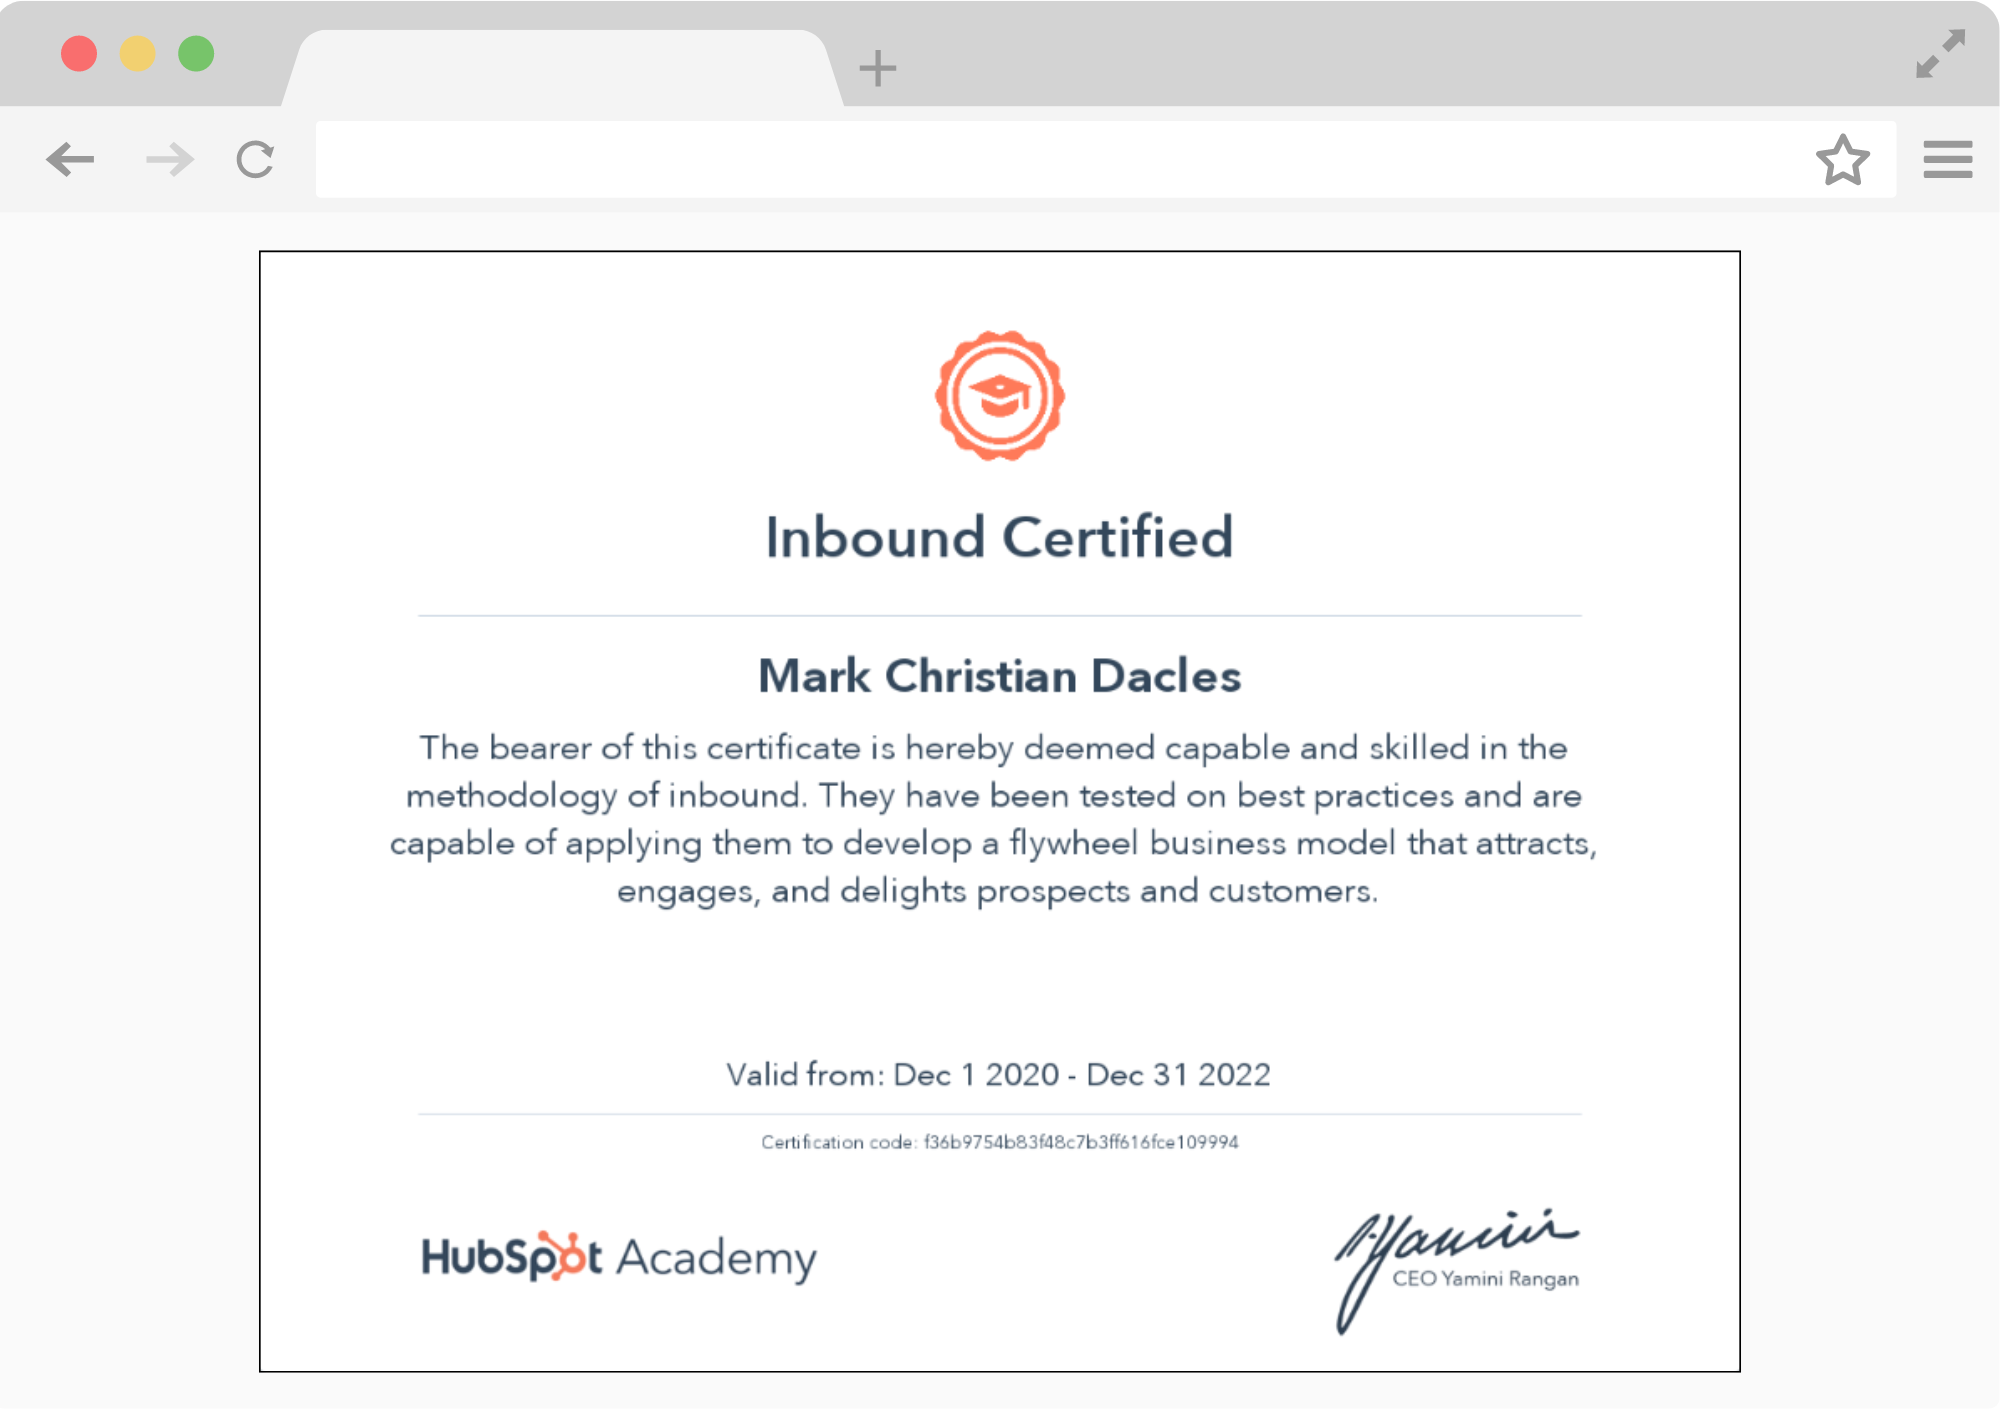 Inbound Certified
Mark Christian Dacles
The bearer of this certificate is hereby deemed capable and skilled in the
methodology of inbound. They have been tested on best practices and are
capable of applying them to develop a flywheel business model that attracts,
engages, and delights prospects and customers.
Valid from: Dec 1 2020 - Dec 31 2022
Certification code: f36b9754b83f48c7b3ff616fce109994
HubSpot Academy
Yamini
CEO Yamini Rangan